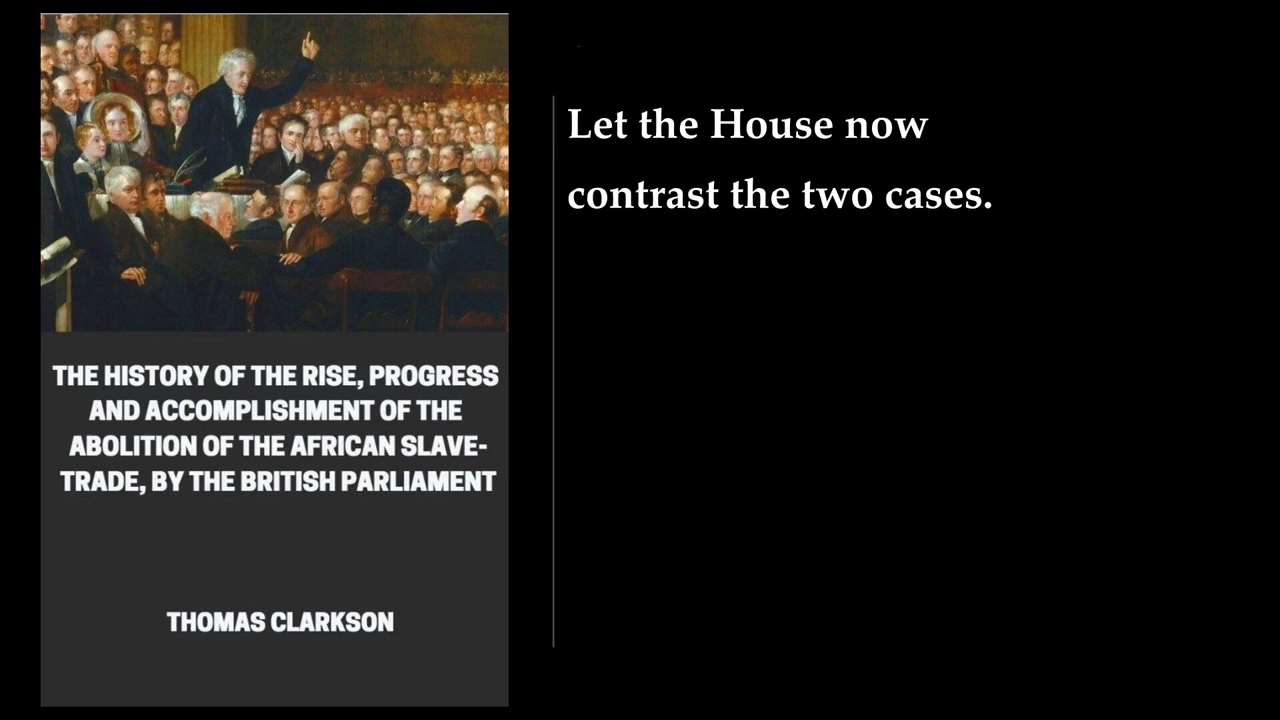 THE HISTORY OF THE RISE, PROGRESS
AND ACCOMPLISHMENT OF THE
ABOLITION OF THE AFRICAN SLAVE-
TRADE, BY THE BRITISH PARLIAMENT
THOMAS CLARKSON
Let the House now
contrast the two cases.